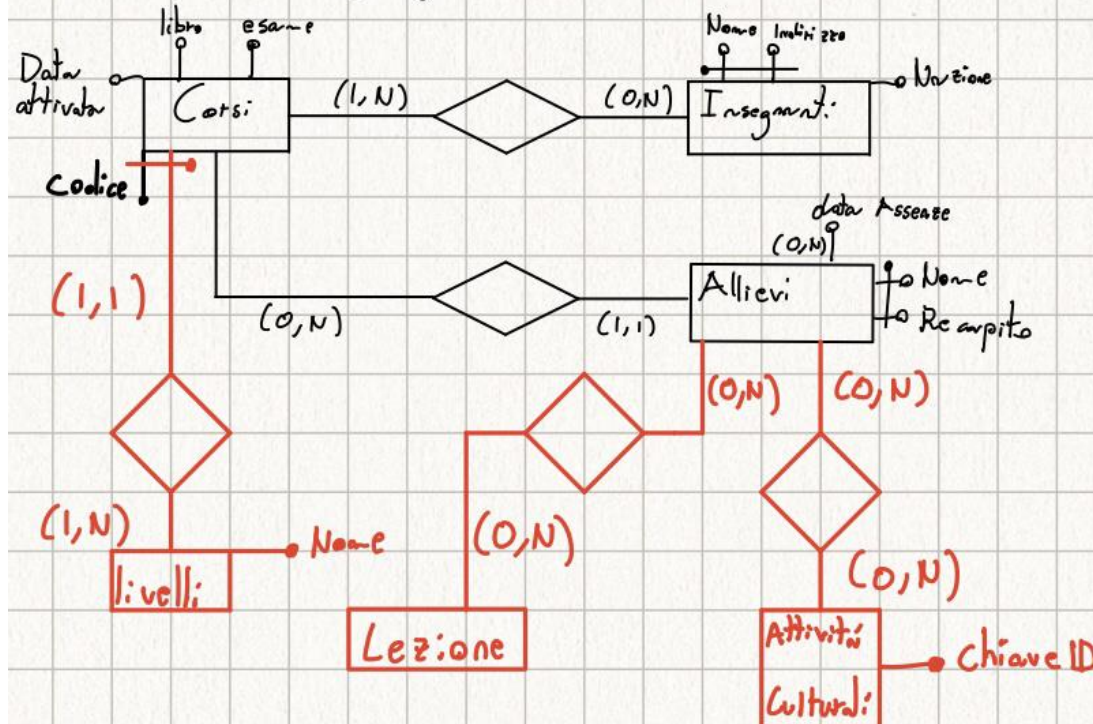 libro
esame
Data
attivata
Corsi
(1,N)
(0,N)
Nome
Indirizzo
Insegnanti
Nazione
Codice
data Assenze
(0,N)
Allievi
Nome
Recapito
(1,1)
(0,N)
(1,1)
(0,N)
(0,N)
(1,N)
Nome
livelli
(0,N)
(0,N)
Lezione
Attività
Culturali
Chiave ID